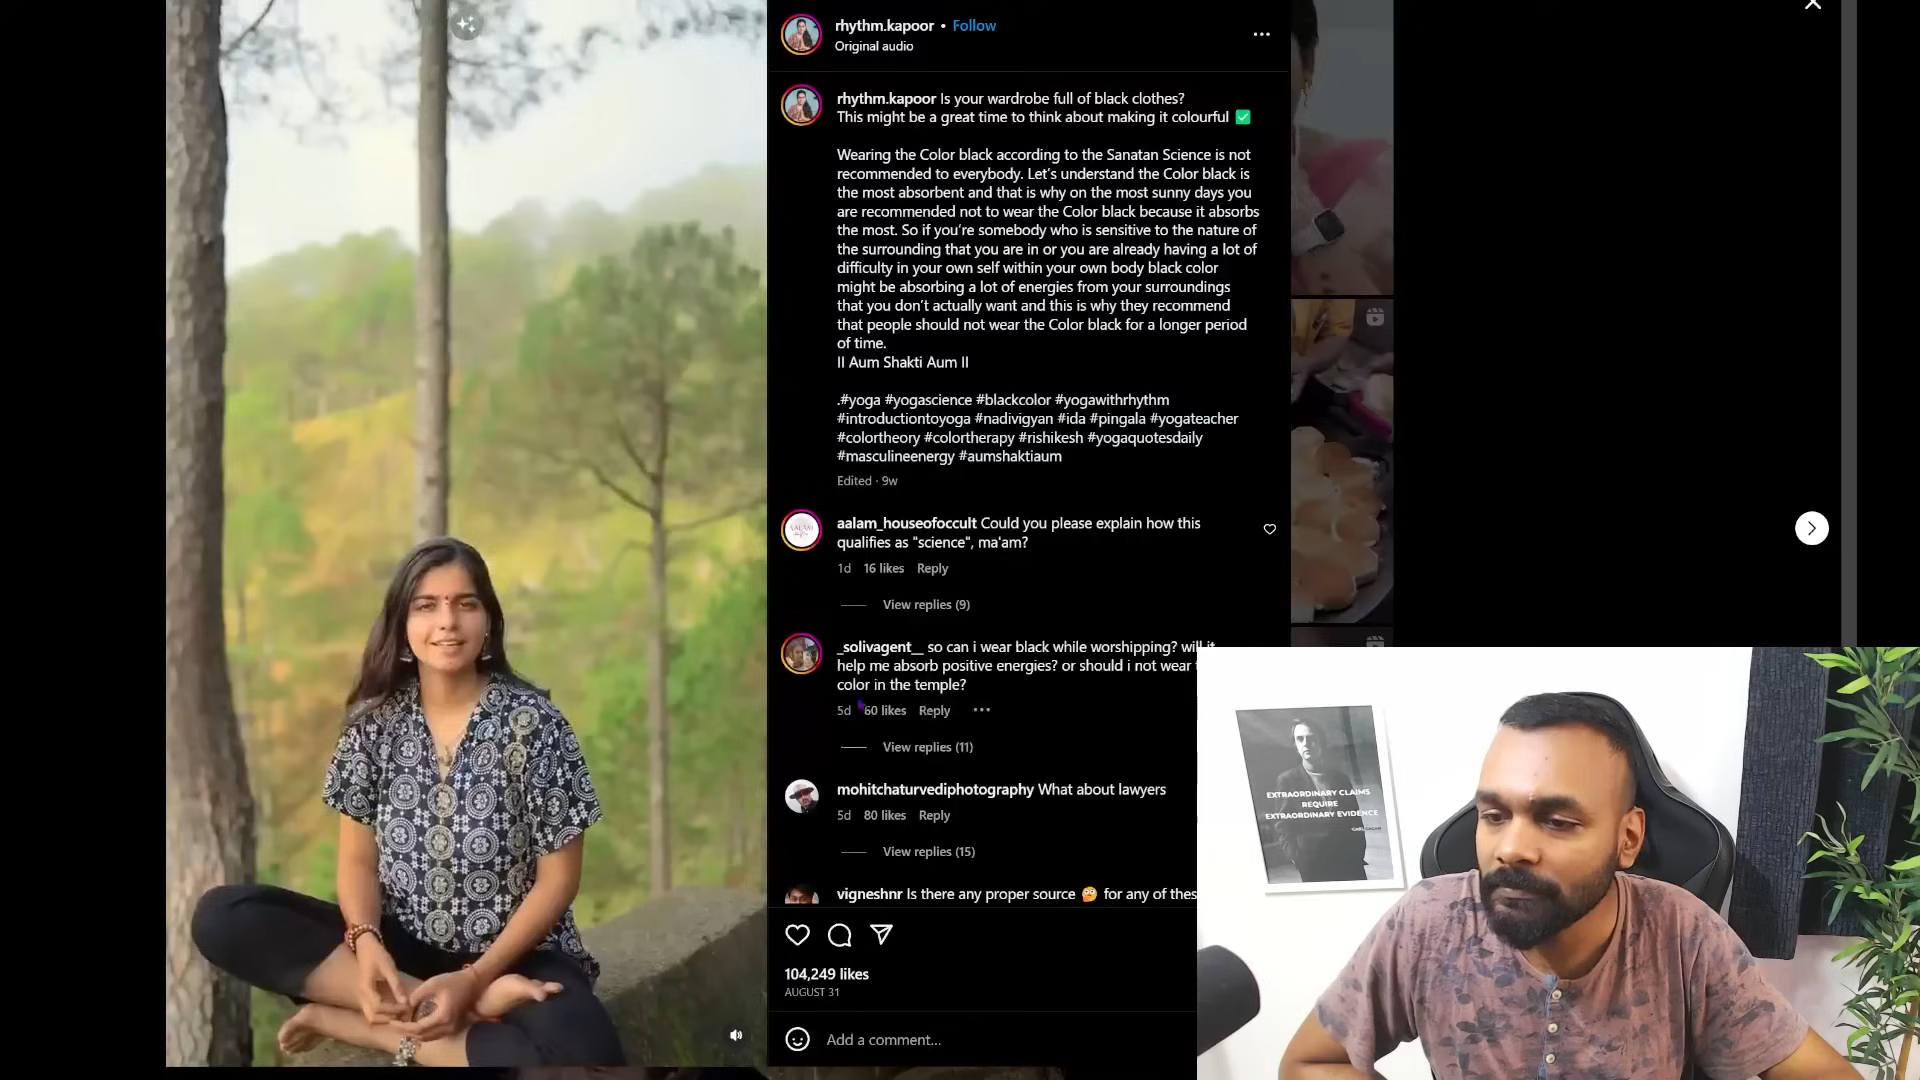 rhythm.kapoor • Follow
Original audio
rhythm.kapoor Is your wardrobe full of black clothes?
This might be a great time to think about making it colourful ✅
Wearing the Color black according to the Sanatan Science is not
recommended to everybody. Let's understand the Color black is
the most absorbent and that is why on the most sunny days you
are recommended not to wear the Color black because it absorbs
the most. So if you're somebody who is sensitive to the nature of
the surrounding that you are in or you are already having a lot of
difficulty in your own self within your own body black color
might be absorbing a lot of energies from your surroundings
that you don't actually want and this is why they recommend
that people should not wear the Color black for a longer period
of time.
II Aum Shakti Aum II
.#yoga #yogascience #blackcolor #yogawithrhythm
#introductiontoyoga #nadivigyan #ida #pingala #yogateacher
#colortheory #colortherapy #rishikesh #yogaquotesdaily
#masculineenergy #aumshaktiaum
Edited · 9w
aalam_houseofoccult Could you please explain how this
qualifies as "science", ma'am?
1d 16 likes Reply
View replies (9)
_solivagent__ so can i wear black while worshipping? will it
help me absorb positive energies? or should i not wear
color in the temple?
5d 60 likes Reply
View replies (11)
mohitchaturvediphotography What about lawyers
5d 80 likes Reply
View replies (15)
vigneshnr Is there any proper source 🤔 for any of thes
104,249 likes
AUGUST 31
Add a comment...
EXTRAORDINARY CLAIMS
REQUIRE
EXTRAORDINARY EVIDENCE